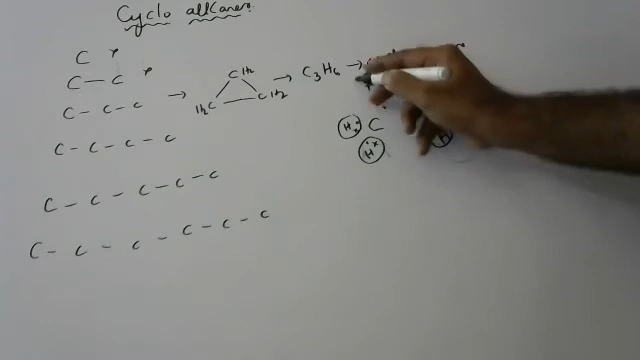 Cyclo alkanes
C
C — C
C – C – C → CH2 H2C CH2 → C3H6 →
C – C – C – C
C – C – C – C – C
C – C – C – C – C – C
H C H
H